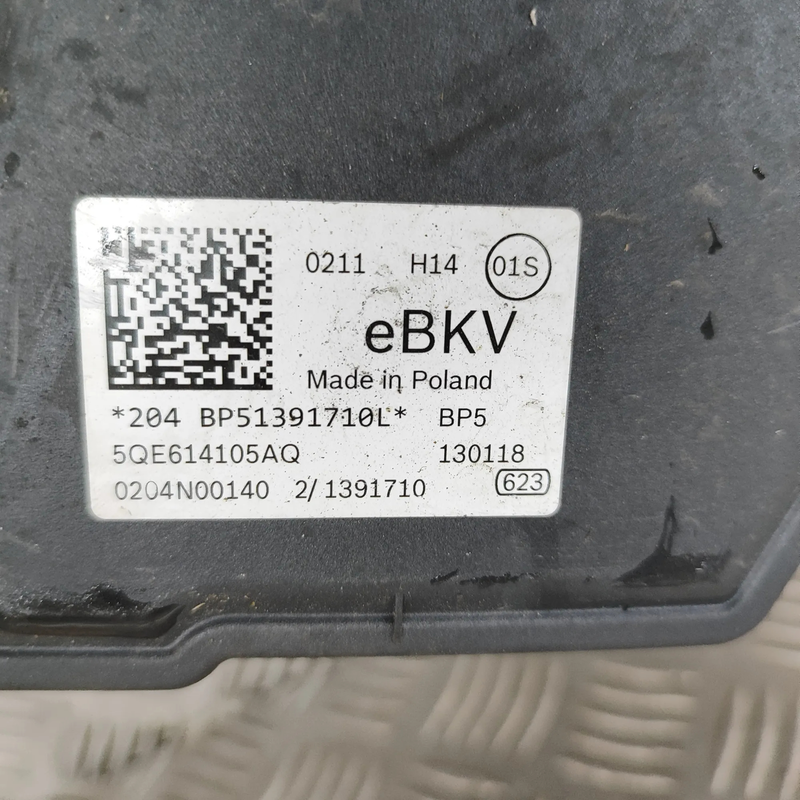 0211 H14 01S
eBKV
Made in Poland
*204 BP51391710L* BP5
5QE614105AQ 130118
0204N00140 2/1391710 623